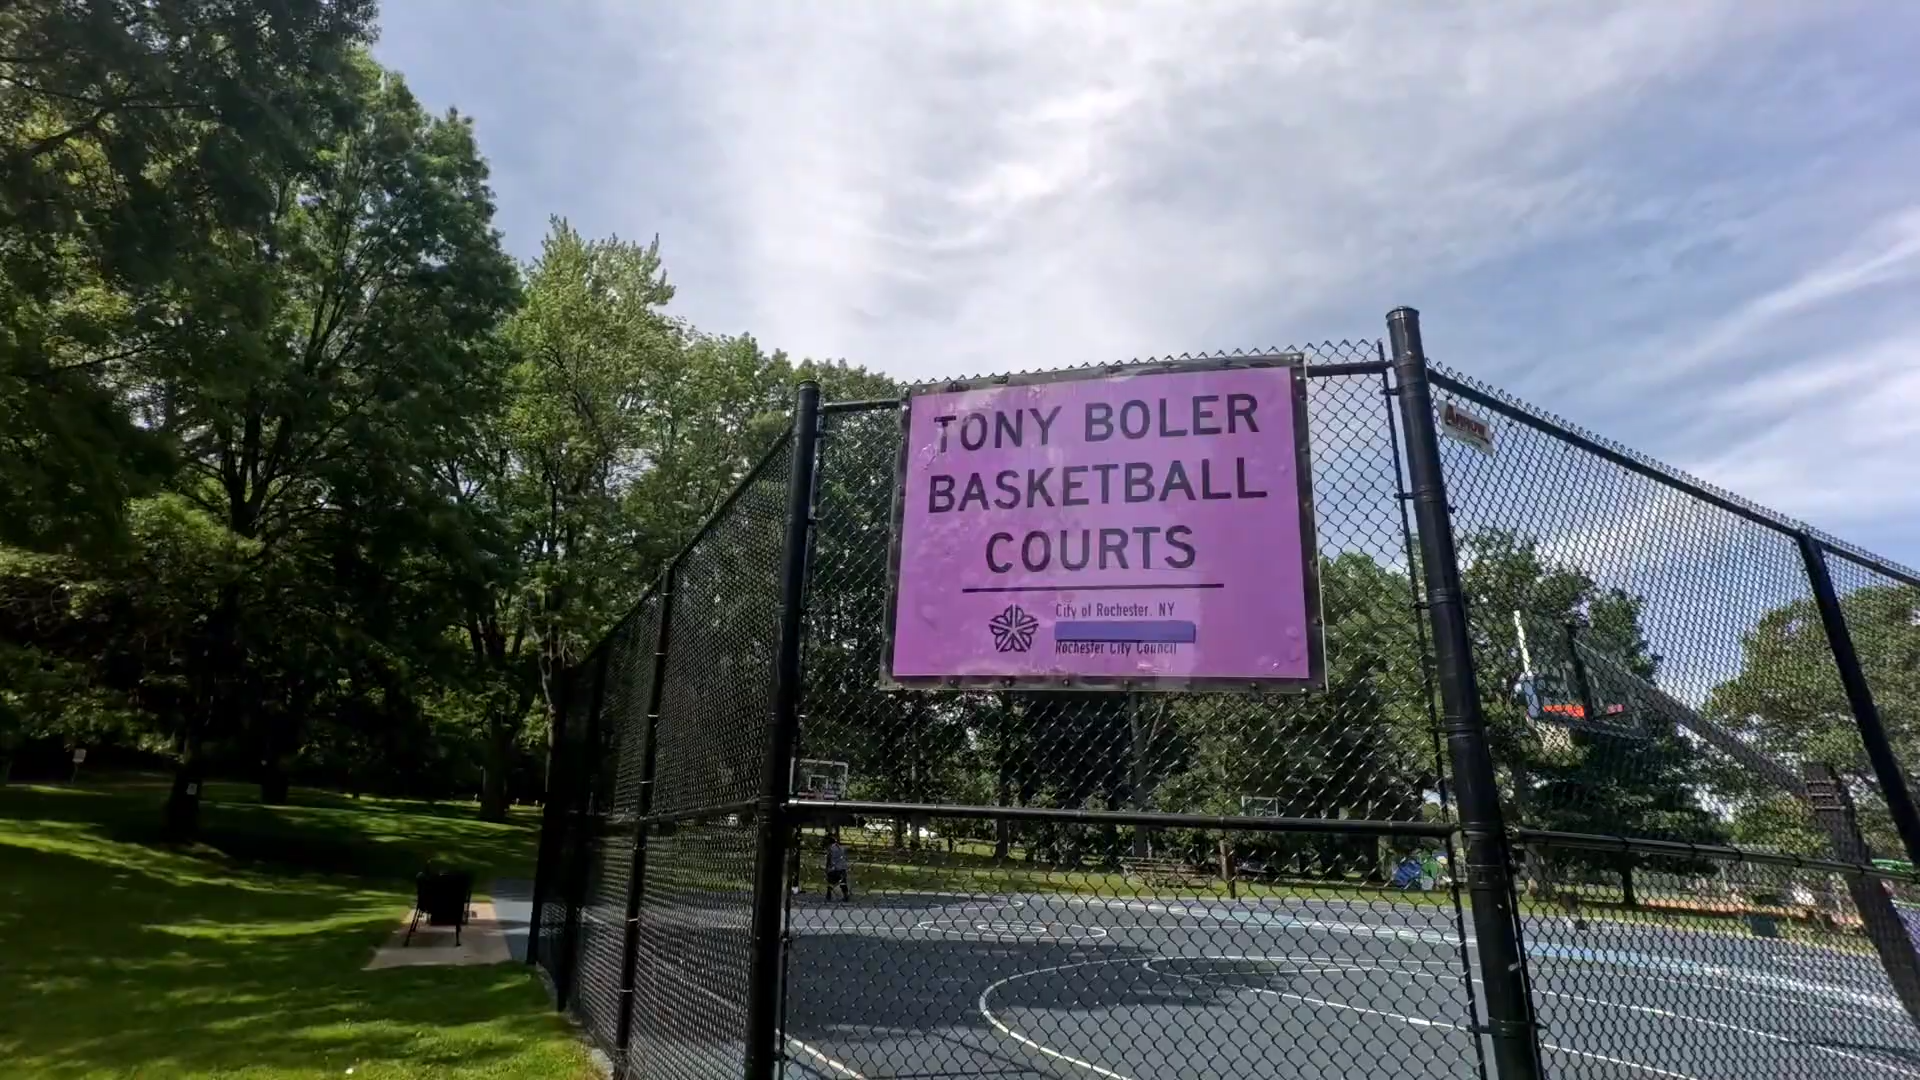 TONY BOLER
BASKETBALL
COURTS
City of Rochester, NY
Rochester City Council